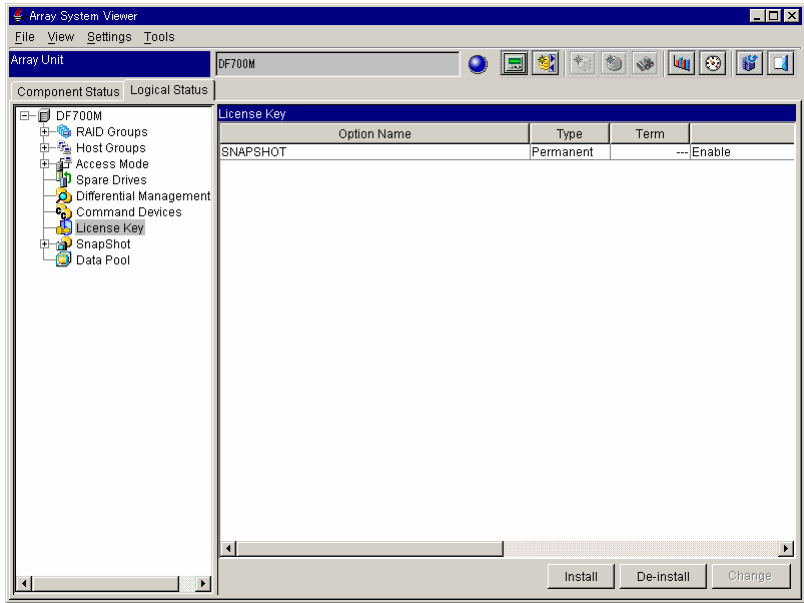 Array System Viewer
File View Settings Tools
Array Unit DF700M
Component Status Logical Status
DF700M
RAID Groups
Host Groups
Access Mode
Spare Drives
Differential Management
Command Devices
License Key
SnapShot
Data Pool
License Key
Option Name Type Term
SNAPSHOT Permanent --- Enable
Install De-install Change